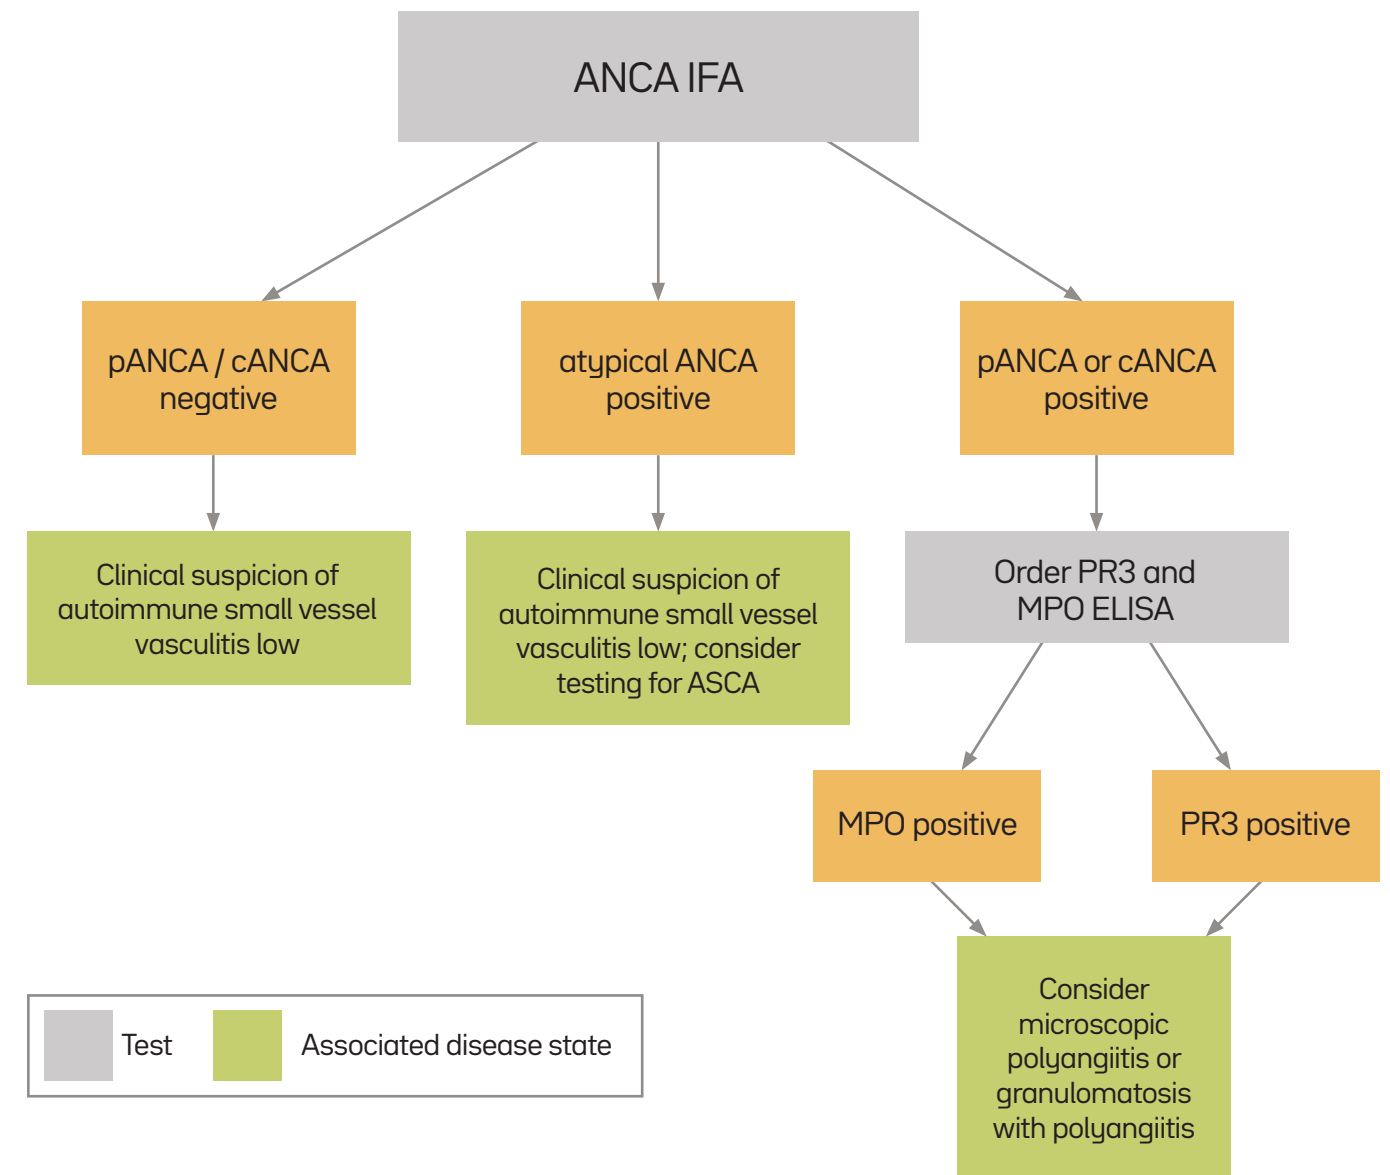 ANCA IFA
pANCA / cANCA
negative
atypical ANCA
positive
pANCA or cANCA
positive
Clinical suspicion of
autoimmune small vessel
vasculitis low
Clinical suspicion of
autoimmune small vessel
vasculitis low; consider
testing for ASCA
Order PR3 and
MPO ELISA
MPO positive
PR3 positive
Consider
microscopic
polyangiitis or
granulomatosis
with polyangiitis
Test
Associated disease state